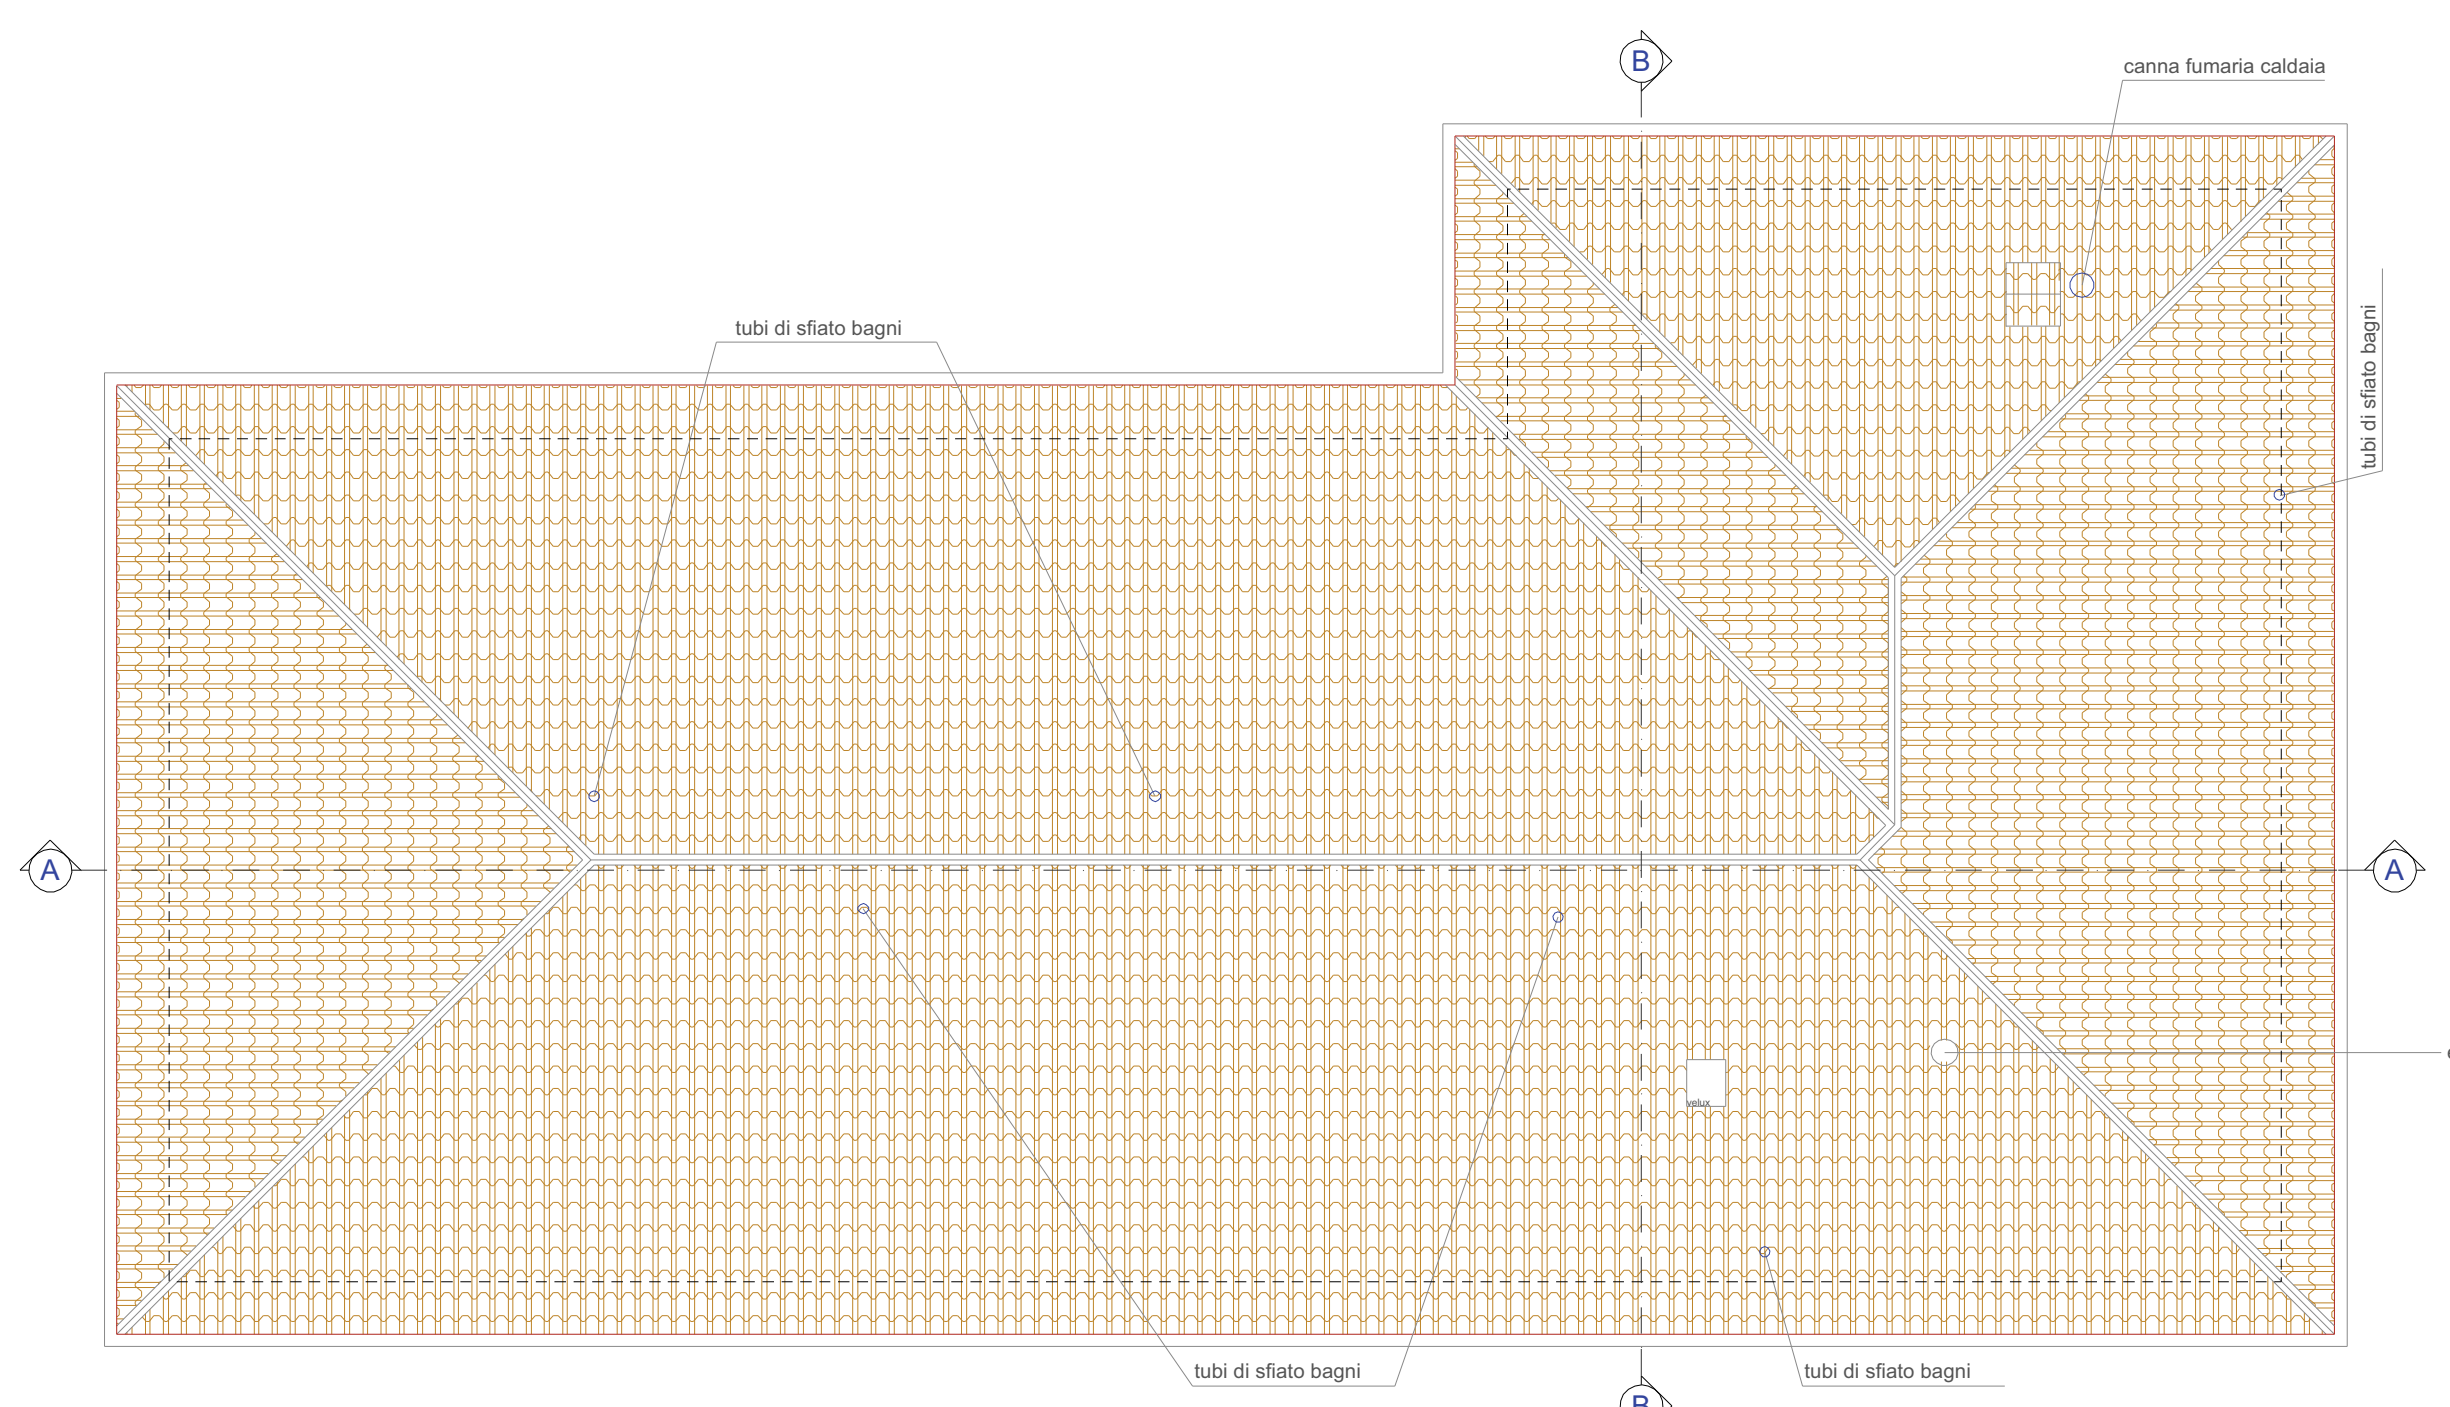 B
canna fumaria caldaia
tubi di sfiato bagni
tubi di sfiato bagni
A
A
velux
tubi di sfiato bagni
tubi di sfiato bagni
B